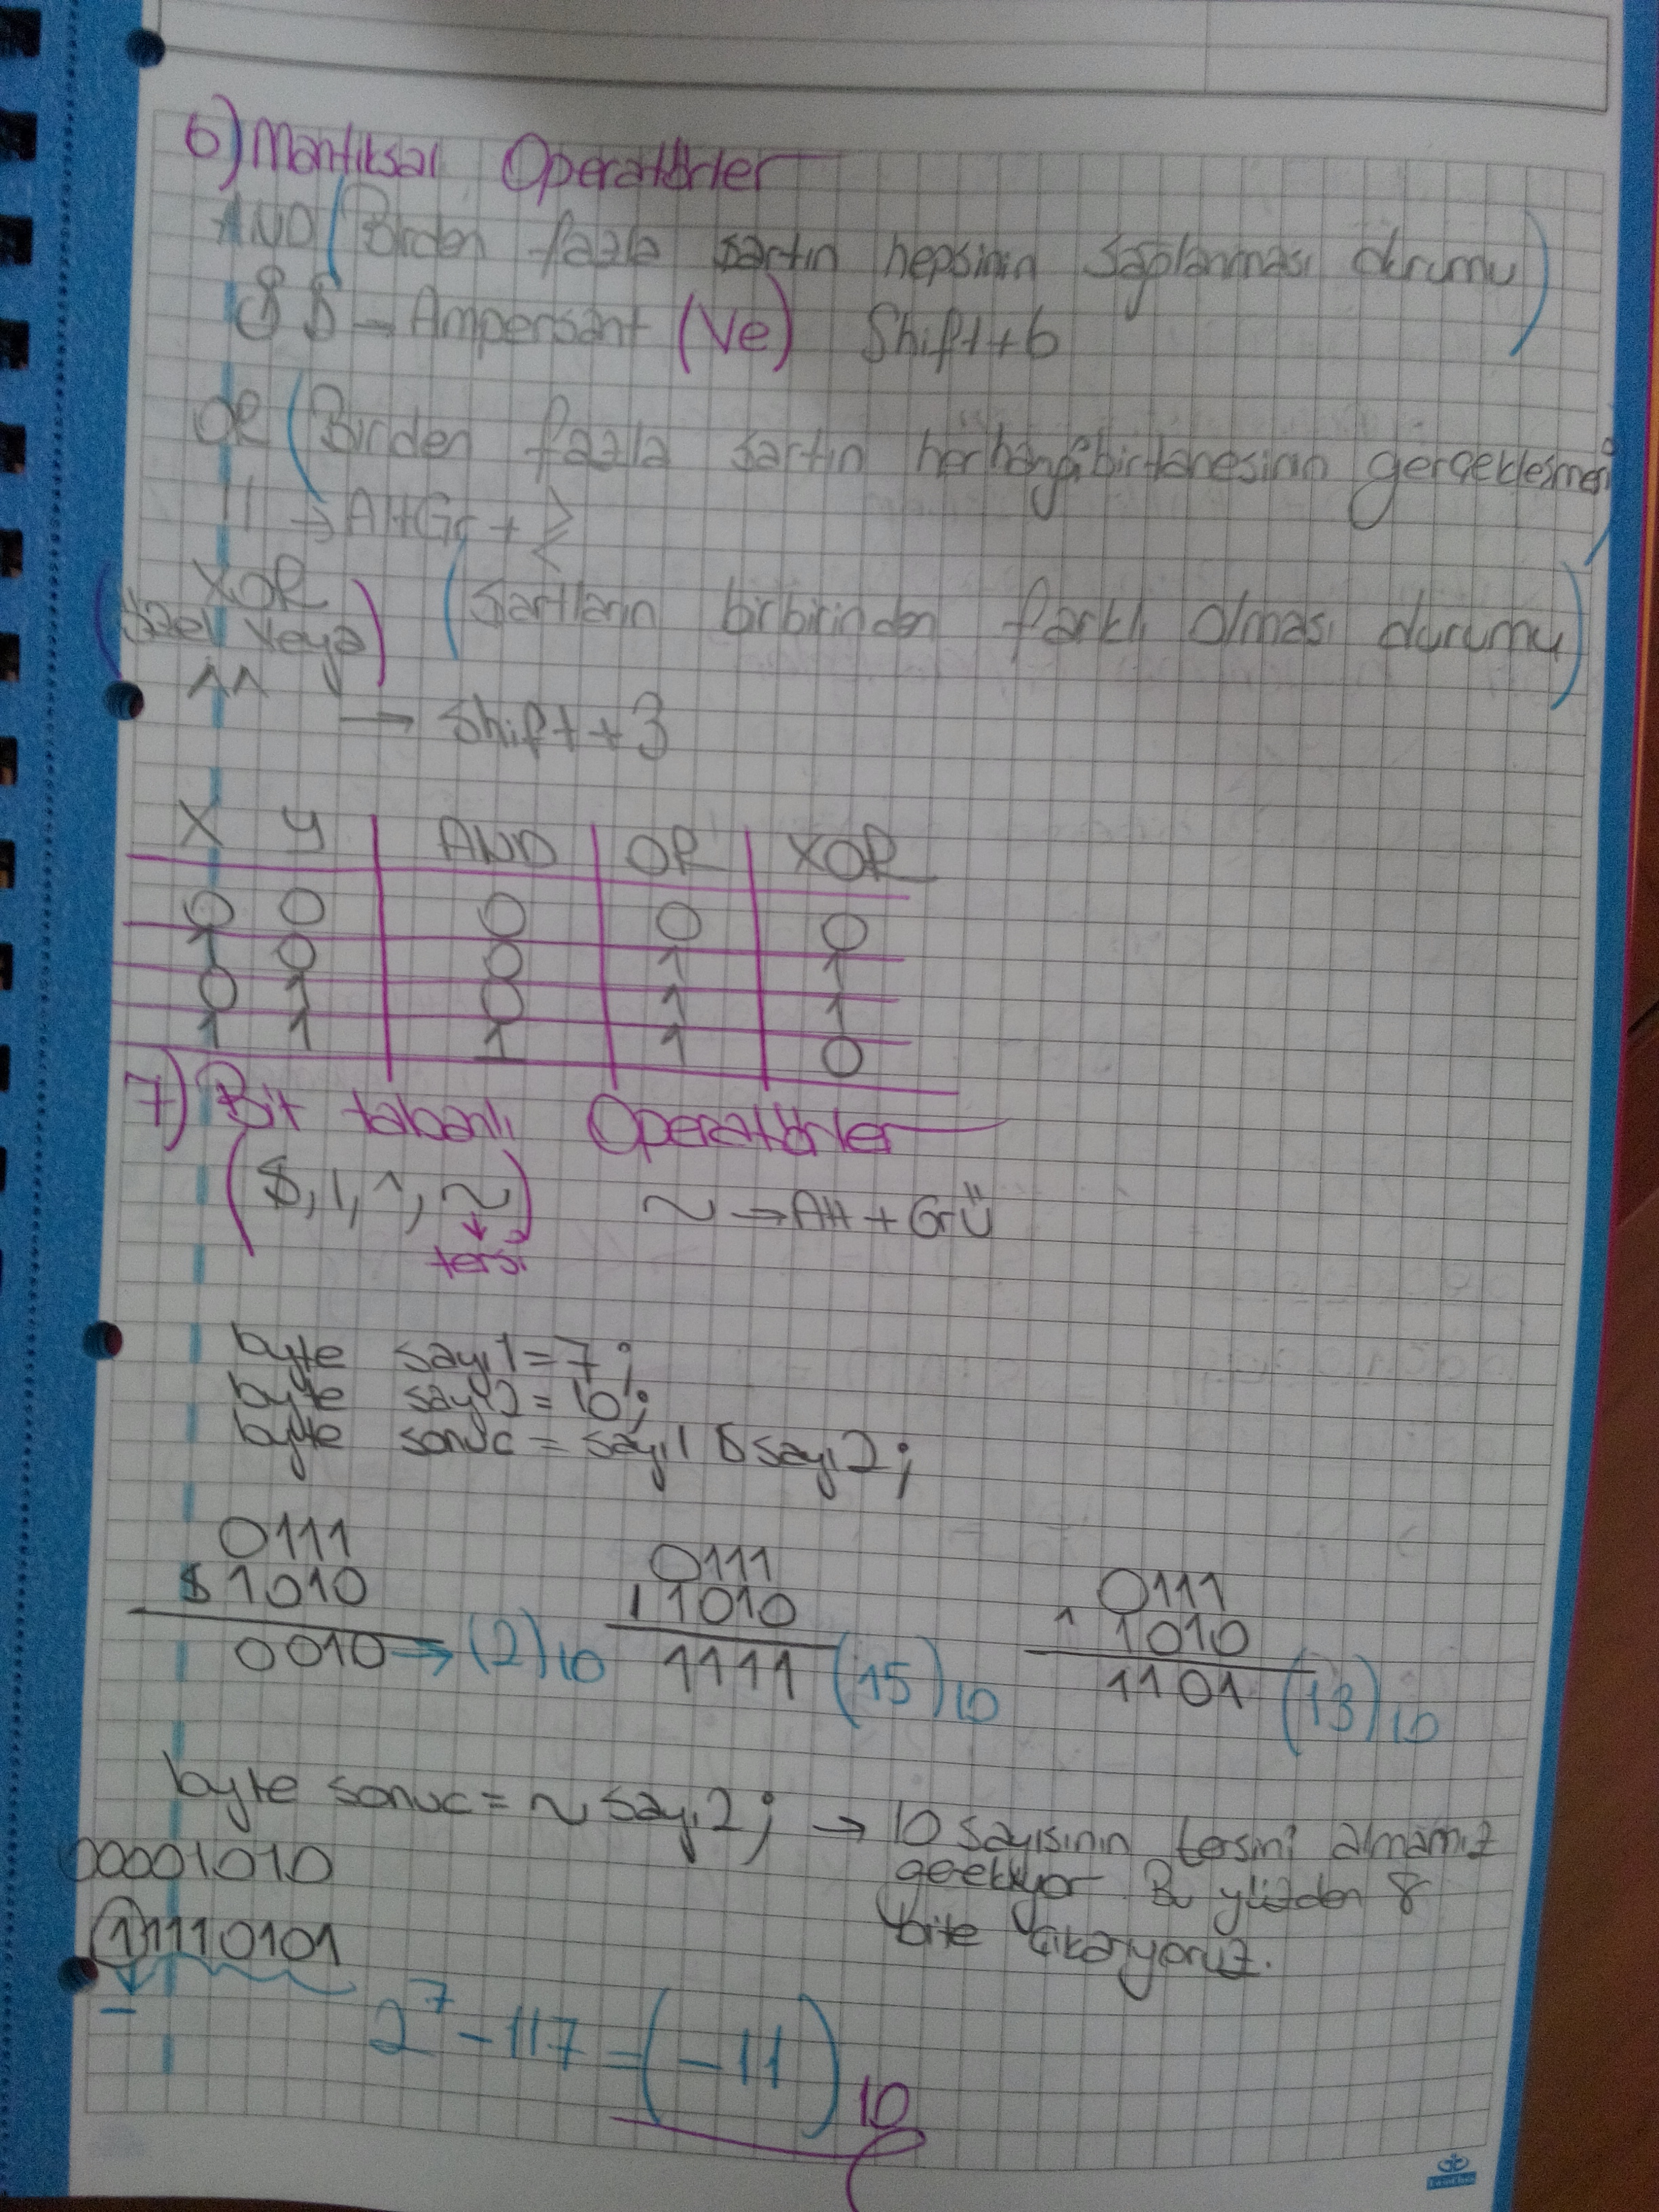 6) Mantıksal Operatörler
AND (Birden fazla şartın hepsinin sağlanması durumu)
&& → Ampersant (Ve) Shift+6
OR (Birden fazla şartın herhangi bir tanesinin gerçekleşmesi)
|| → AltGr + > <
XOR (Şartların birbirinden farklı olması durumu)
(özel veya)
^^ → Shift+3
X Y AND OR XOR
0 0 0 0 0
1 0 0 1 1
0 1 0 1 1
1 1 1 1 0
7) Bit tabanlı Operatörler
(&, |, ^, ~) ~ → Alt + Gr Ü
tersi
byte sayı1 = 7;
byte sayı2 = 10;
byte sonuc = sayı1 & sayı2;
0111 0111 0111
& 1010 | 1010 ^ 1010
0010 → (2)10 1111 (15)10 1101 (13)10
byte sonuc = ~ sayı2; → 10 sayısının tersini almamız
00001010 geekiyor Bu yüzden 8
11110101 bite çıkarıyoruz.
- 2^7 - 117 = (-11)10